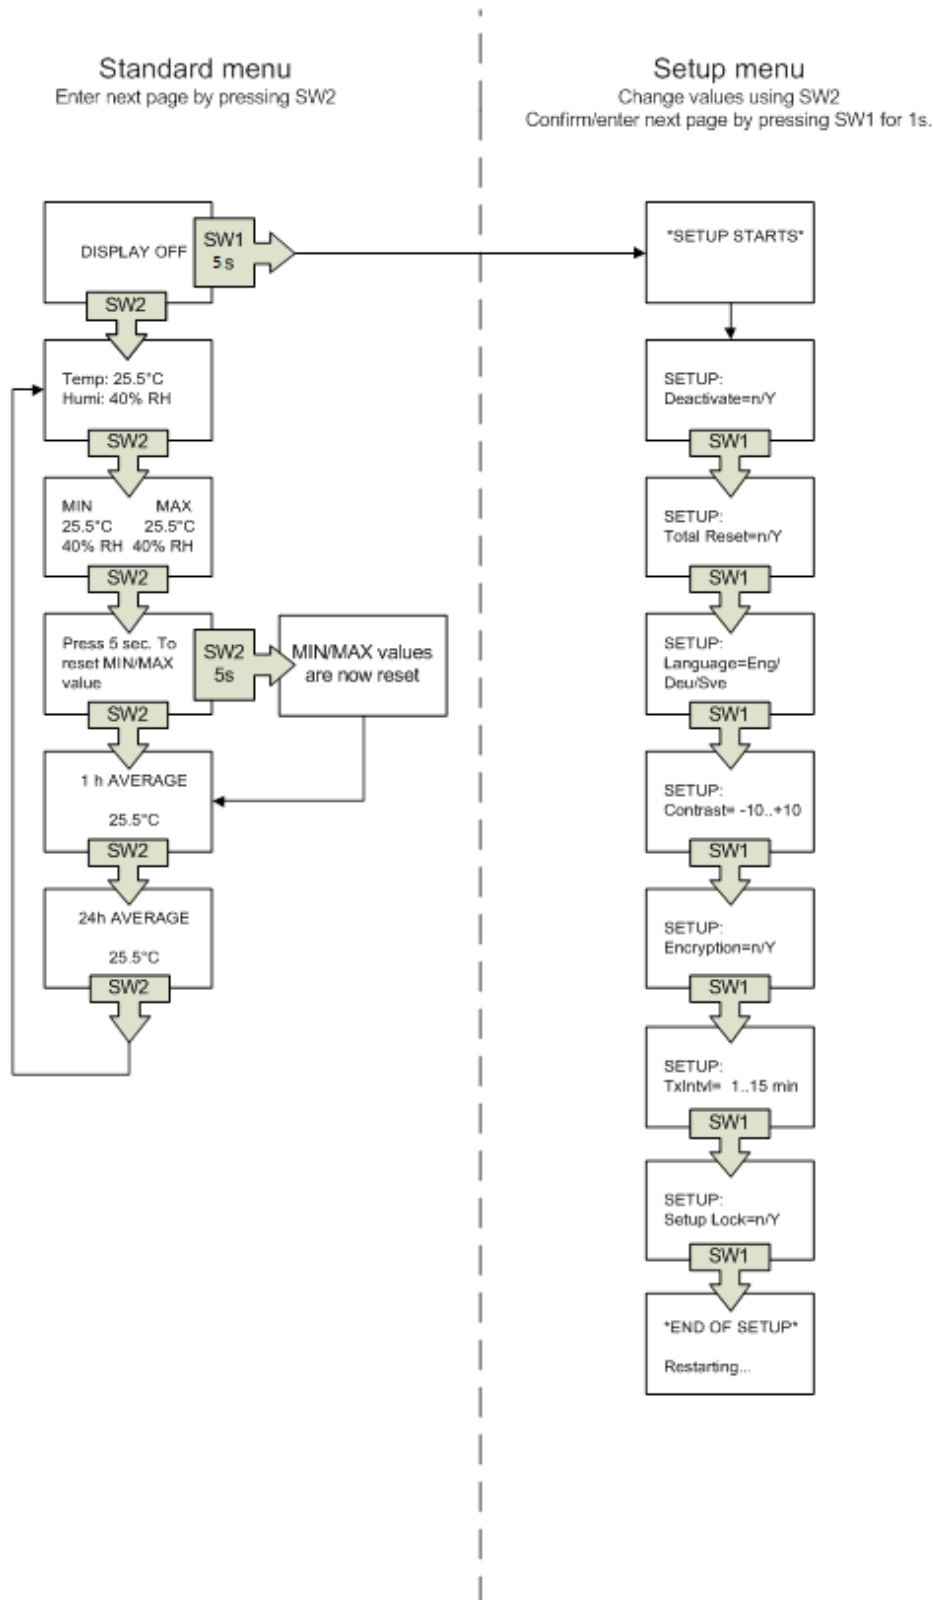 Standard menu
Enter next page by pressing SW2
DISPLAY OFF
SW1
5s
SW2
Temp: 25.5°C
Humi: 40% RH
SW2
MIN MAX
25.5°C 25.5°C
40% RH 40% RH
SW2
Press 5 sec. To
reset MIN/MAX
value
SW2
5s
MIN/MAX values
are now reset
SW2
1 h AVERAGE
25.5°C
SW2
24h AVERAGE
25.5°C
SW2
Setup menu
Change values using SW2
Confirm/enter next page by pressing SW1 for 1s.
*SETUP STARTS*
SETUP:
Deactivate=n/Y
SW1
SETUP:
Total Reset=n/Y
SW1
SETUP:
Language=Eng/
Deu/Sve
SW1
SETUP:
Contrast= -10..+10
SW1
SETUP:
Encryption=n/Y
SW1
SETUP:
TxIntvl= 1..15 min
SW1
SETUP:
Setup Lock=n/Y
SW1
*END OF SETUP*
Restarting...